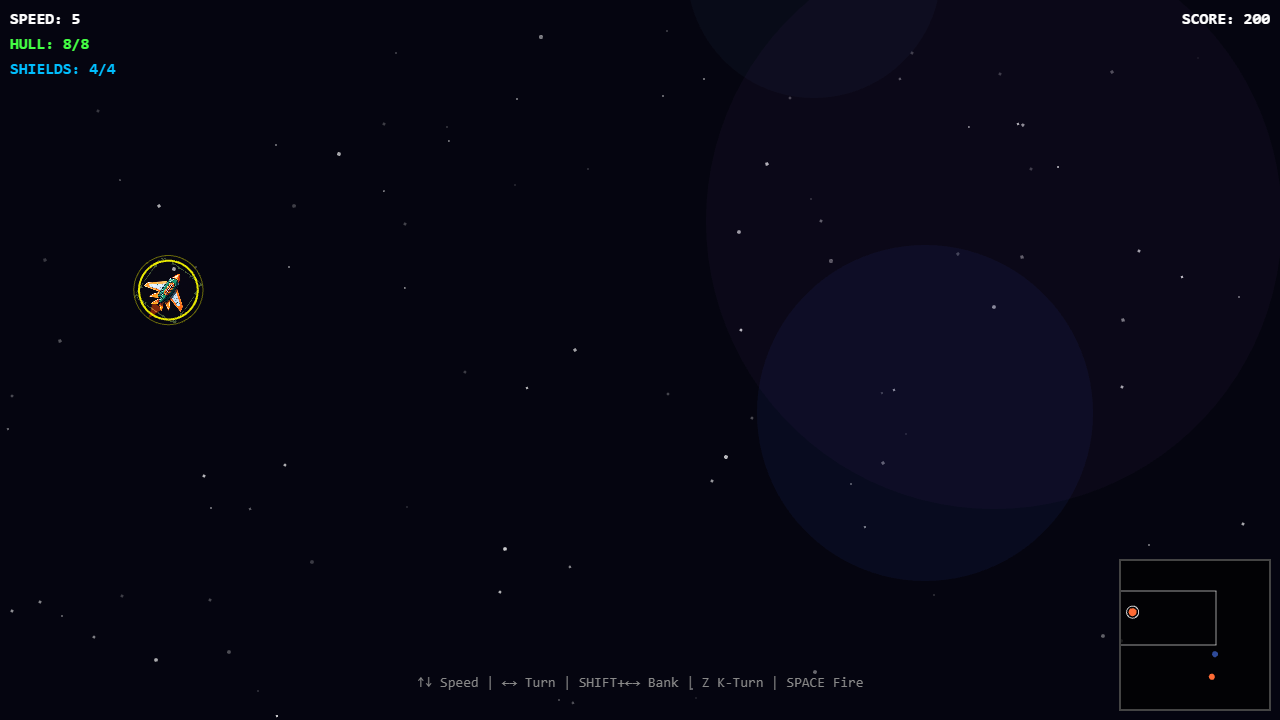 SPEED: 5
SCORE: 200
HULL: 8/8
SHIELDS: 4/4
↑↓ Speed | ↔ Turn | SHIFT+↔ Bank | Z K-Turn | SPACE Fire